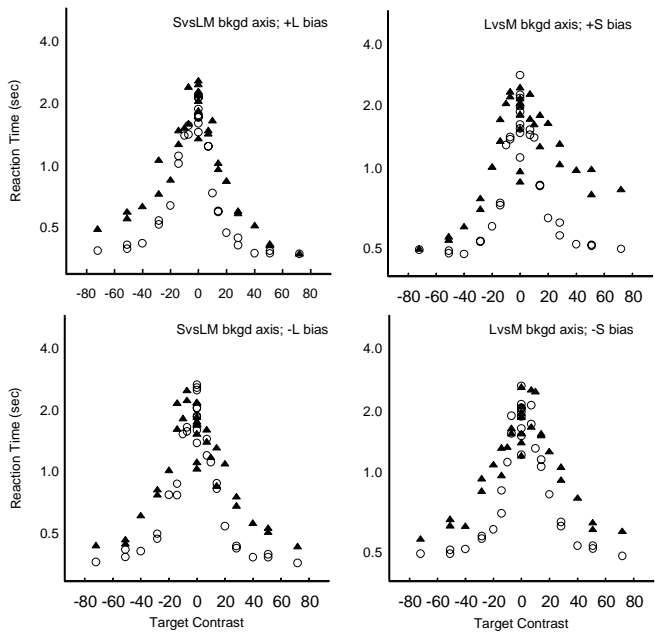 SvsLM bkgd axis; +L bias
LvsM bkgd axis; +S bias
4.0
2.0
1.0
0.5
Reaction Time (sec)
4.0
2.0
1.0
0.5
-80 -60 -40 -20 0 20 40 60 80
-80 -60 -40 -20 0 20 40 60 80
SvsLM bkgd axis; -L bias
LvsM bkgd axis; -S bias
4.0
2.0
1.0
0.5
Reaction Time (sec)
4.0
2.0
1.0
0.5
-80 -60 -40 -20 0 20 40 60 80
-80 -60 -40 -20 0 20 40 60 80
Target Contrast
Target Contrast